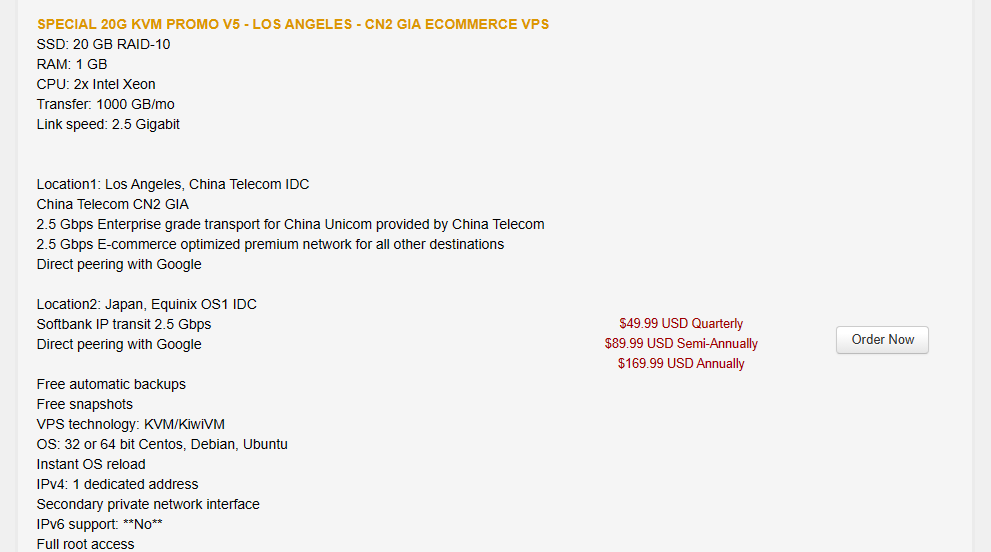 SPECIAL 20G KVM PROMO V5 - LOS ANGELES - CN2 GIA ECOMMERCE VPS
SSD: 20 GB RAID-10
RAM: 1 GB
CPU: 2x Intel Xeon
Transfer: 1000 GB/mo
Link speed: 2.5 Gigabit
Location1: Los Angeles, China Telecom IDC
China Telecom CN2 GIA
2.5 Gbps Enterprise grade transport for China Unicom provided by China Telecom
2.5 Gbps E-commerce optimized premium network for all other destinations
Direct peering with Google
Location2: Japan, Equinix OS1 IDC
Softbank IP transit 2.5 Gbps
Direct peering with Google
Free automatic backups
Free snapshots
VPS technology: KVM/KiwiVM
OS: 32 or 64 bit Centos, Debian, Ubuntu
Instant OS reload
IPv4: 1 dedicated address
Secondary private network interface
IPv6 support: **No**
Full root access
$49.99 USD Quarterly
$89.99 USD Semi-Annually
$169.99 USD Annually
Order Now